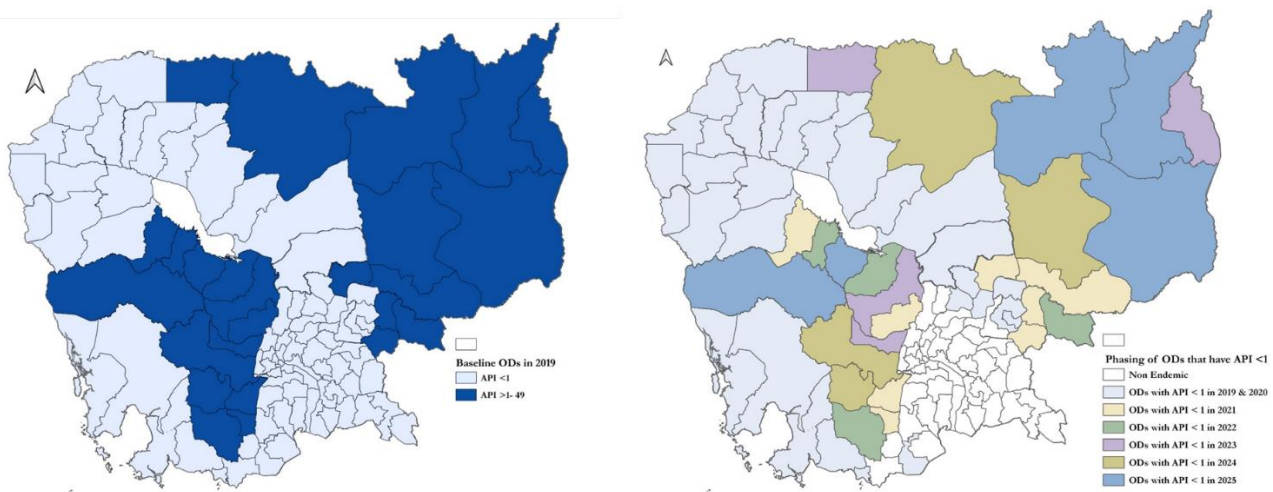 Baseline ODs in 2019
API <1
API >1- 49
Phasing of ODs that have API <1
Non Endemic
ODs with API < 1 in 2019 & 2020
ODs with API < 1 in 2021
ODs with API < 1 in 2022
ODs with API < 1 in 2023
ODs with API < 1 in 2024
ODs with API < 1 in 2025